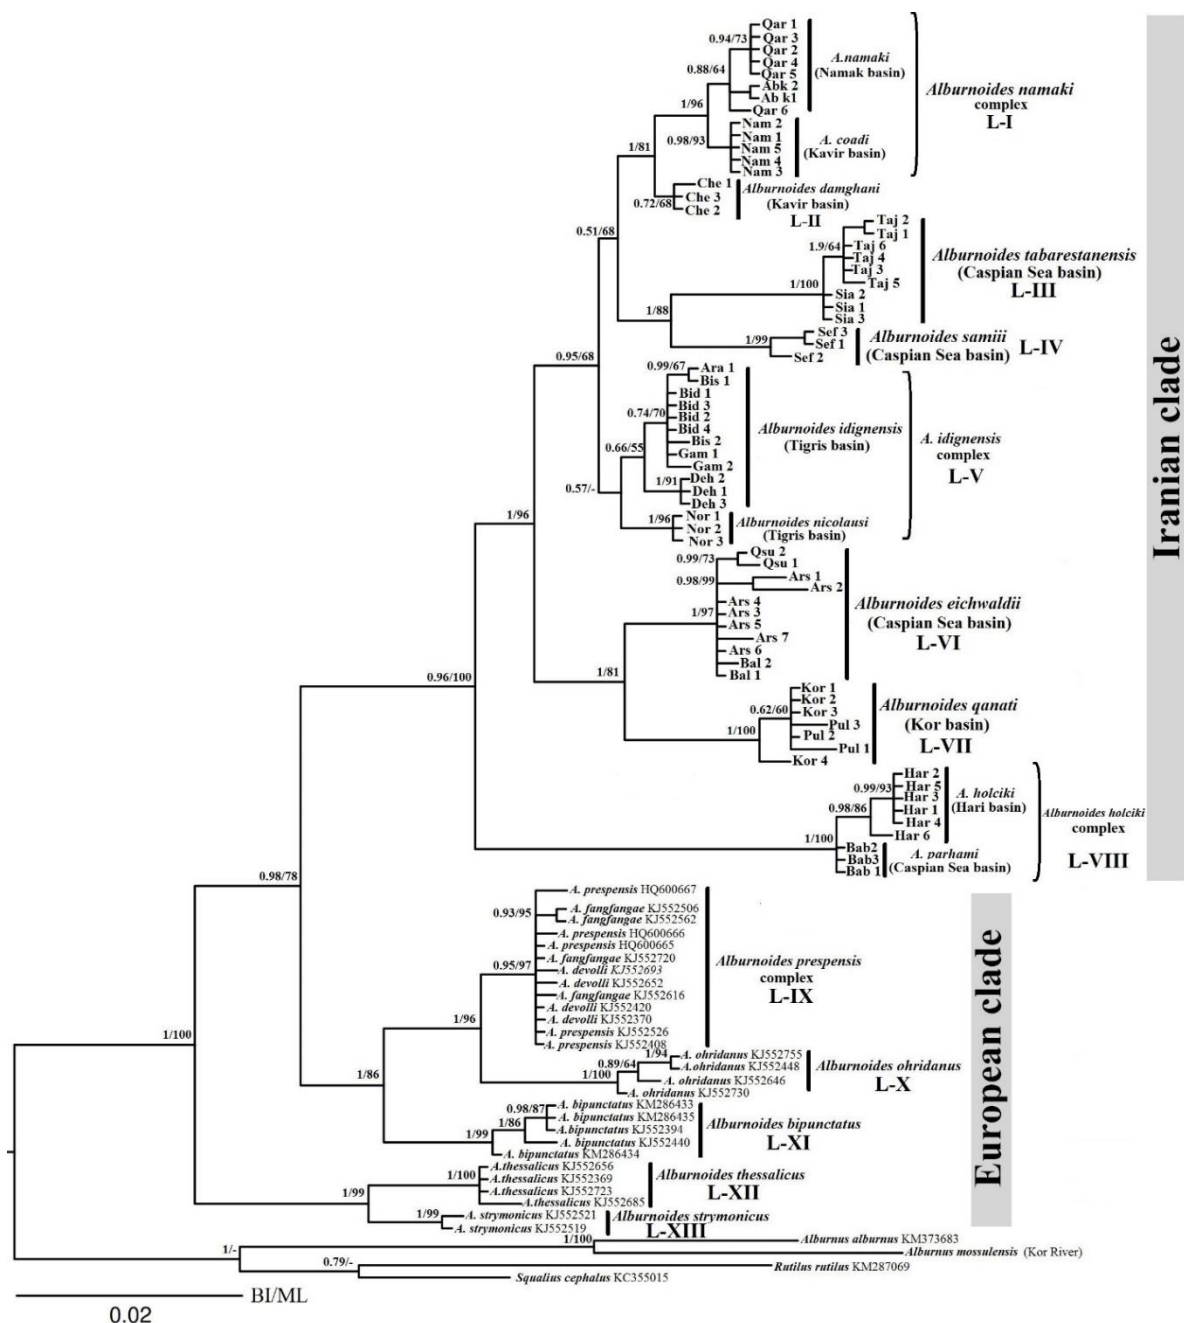 Qar 1
0.94/73
Qar 3
Qar 2
Qar 4
Qar 5
A.namaki
(Namak basin)
0.88/64
Abk 2
Ab k1
Qar 6
Alburnoides namaki
complex
L-I
1/96
Nam 2
Nam 1
Nam 5
Nam 4
Nam 3
0.98/93
A. coadi
(Kavir basin)
1/81
Che 1
Che 3
Che 2
0.72/68
Alburnoides damghani
(Kavir basin)
L-II
0.51/68
Taj 2
Taj 1
1.9/64
Taj 6
Taj 4
Taj 3
Taj 5
1/100
Sia 2
Sia 1
Sia 3
Alburnoides tabarestanensis
(Caspian Sea basin)
L-III
1/88
Sef 3
1/99
Sef 1
Sef 2
Alburnoides samiii
(Caspian Sea basin)
L-IV
0.95/68
0.99/67
Ara 1
Bis 1
Bid 1
Bid 3
0.74/70
Bid 2
Bid 4
Bis 2
Gam 1
Gam 2
0.66/55
1/91
Deh 2
Deh 1
Deh 3
Alburnoides idignensis
(Tigris basin)
0.57/-
1/96
Nor 1
Nor 2
Nor 3
Alburnoides nicolausi
(Tigris basin)
A. idignensis
complex
L-V
1/96
0.99/73
Qsu 2
Qsu 1
0.98/99
Ars 1
Ars 2
1/97
Ars 4
Ars 3
Ars 5
Ars 7
Ars 6
Bal 2
Bal 1
Alburnoides eichwaldii
(Caspian Sea basin)
L-VI
1/81
Kor 1
Kor 2
0.62/60
Kor 3
Pul 3
Pul 2
Pul 1
1/100
Kor 4
Alburnoides qanati
(Kor basin)
L-VII
0.96/100
Har 2
Har 5
0.99/93
Har 3
Har 1
Har 4
Har 6
A. holciki
(Hari basin)
0.98/86
1/100
Bab2
Bab3
Bab 1
A. parhami
(Caspian Sea basin)
Alburnoides holciki
complex
L-VIII
Iranian clade
0.98/78
A. prespensis HQ600667
0.93/95
A. fangfangae KJ552506
A. fangfangae KJ552562
A. prespensis HQ600666
A. prespensis HQ600665
A. fangfangae KJ552720
0.95/97
A. devolli KJ552693
A. devolli KJ552652
A. fangfangae KJ552616
A. devolli KJ552420
A. devolli KJ552370
A. prespensis KJ552526
A. prespensis KJ552408
Alburnoides prespensis
complex
L-IX
1/96
1/94
A. ohridanus KJ552755
0.89/64
A.ohridanus KJ552448
1/100
A. ohridanus KJ552646
A. ohridanus KJ552730
Alburnoides ohridanus
L-X
1/100
1/86
0.98/87
A. bipunctatus KM286433
A. bipunctatus KM286435
1/86
A.bipunctatus KJ552394
A. bipunctatus KJ552440
1/99
A. bipunctatus KM286434
Alburnoides bipunctatus
L-XI
1/100
A.thessalicus KJ552656
A.thessalicus KJ552369
A.thessalicus KJ552723
A.thessalicus KJ552685
Alburnoides thessalicus
L-XII
1/99
1/99
A. strymonicus KJ552521
A. strymonicus KJ552519
Alburnoides strymonicus
L-XIII
European clade
1/100
Alburnus alburnus KM373683
Alburnus mossulensis (Kor River)
1/-
0.79/-
Rutilus rutilus KM287069
Squalius cephalus KC355015
BI/ML
0.02